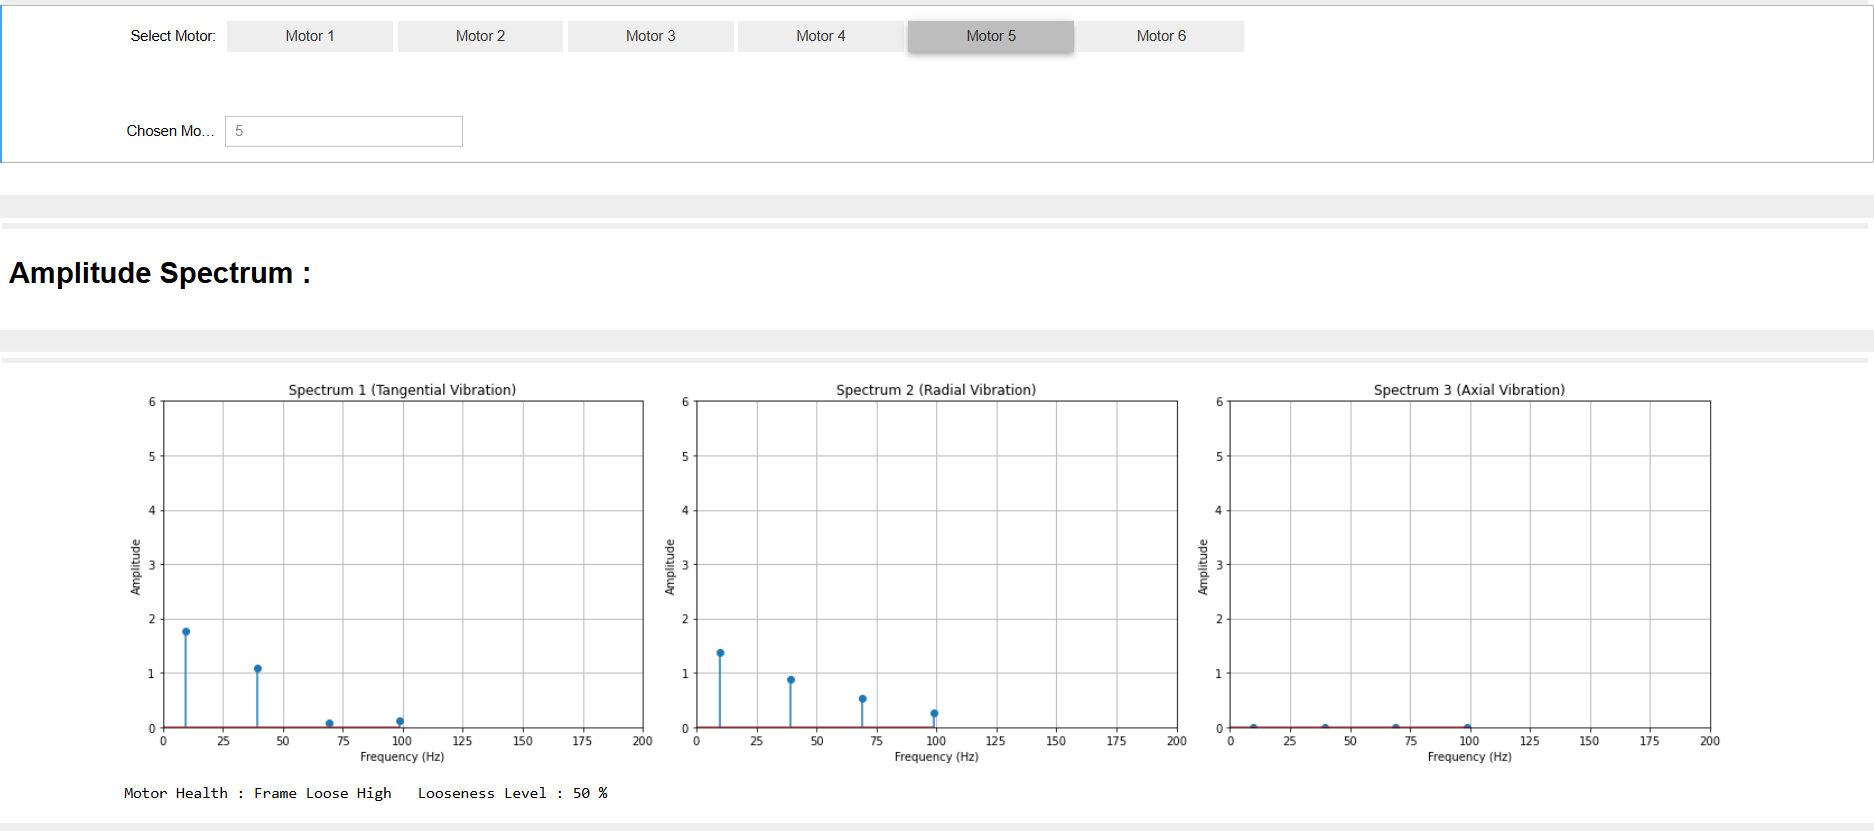 Select Motor: Motor 1 Motor 2 Motor 3 Motor 4 Motor 5 Motor 6
Chosen Mo... 5
Amplitude Spectrum :
Spectrum 1 (Tangential Vibration)
6
5
4
3
2
1
0
Amplitude
0 25 50 75 100 125 150 175 200
Frequency (Hz)
Spectrum 2 (Radial Vibration)
6
5
4
3
2
1
0
Amplitude
0 25 50 75 100 125 150 175 200
Frequency (Hz)
Spectrum 3 (Axial Vibration)
6
5
4
3
2
1
0
Amplitude
0 25 50 75 100 125 150 175 200
Frequency (Hz)
Motor Health : Frame Loose High Looseness Level : 50 %